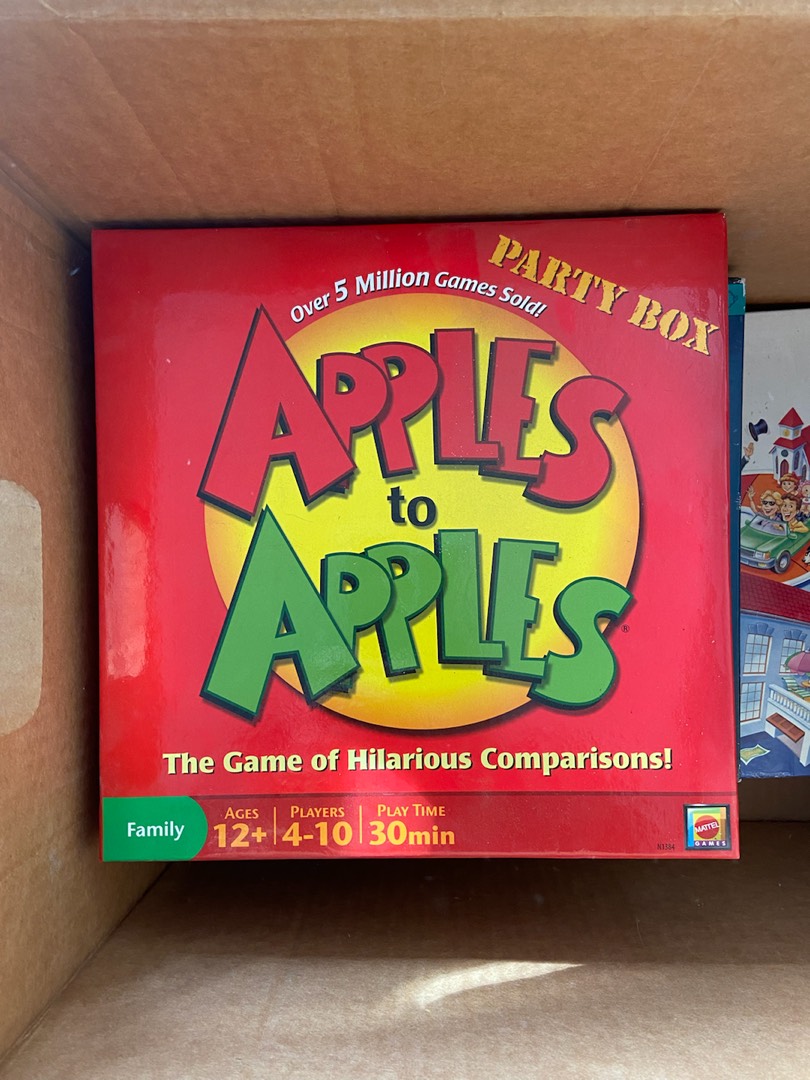 PARTY BOX
Over 5 Million Games Sold!
APPLES
to
APPLES®
The Game of Hilarious Comparisons!
Family
AGES
12+
PLAYERS
4-10
PLAY TIME
30min
MATTEL
GAMES